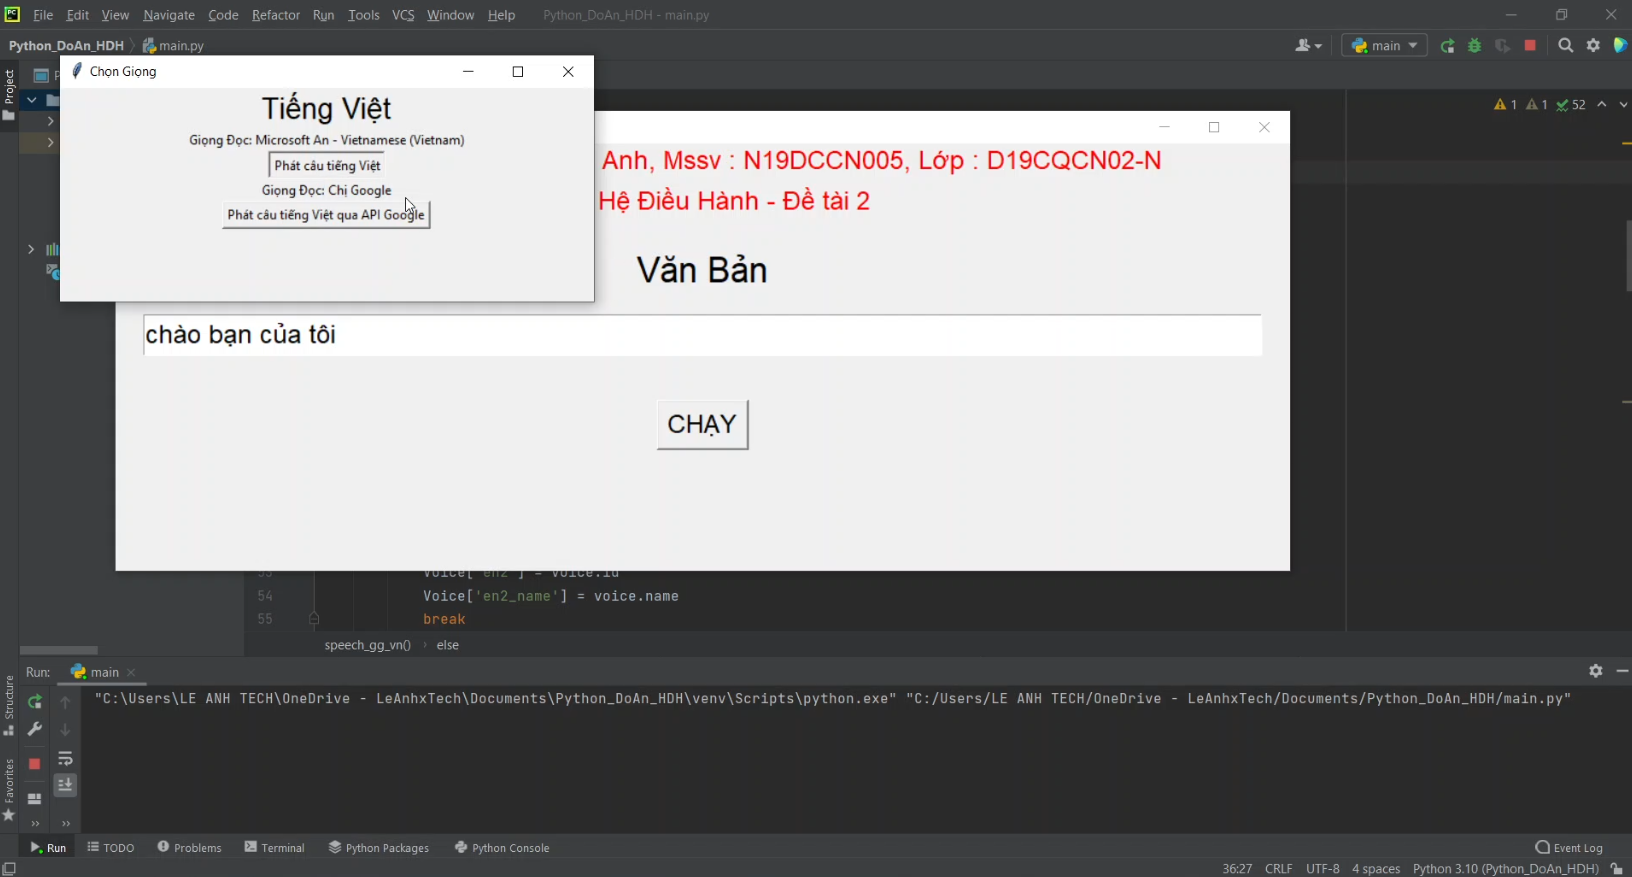 PC File Edit View Navigate Code Refactor Run Tools VCS Window Help Python_DoAn_HDH - main.py
Python_DoAn_HDH main.py main
Project
Chọn Giọng
Tiếng Việt
Giọng Đọc: Microsoft An - Vietnamese (Vietnam)
Phát câu tiếng Việt
Giọng Đọc: Chị Google
Phát câu tiếng Việt qua API Google
1 1 52
Anh, Mssv : N19DCCN005, Lớp : D19CQCN02-N
Hệ Điều Hành - Đề tài 2
Văn Bản
chào bạn của tôi
CHẠY
53 Voice['en2'] = voice.id
54 Voice['en2_name'] = voice.name
55 break
speech_gg_vn() › else
Run: main
"C:\Users\LE ANH TECH\OneDrive - LeAnhxTech\Documents\Python_DoAn_HDH\venv\Scripts\python.exe" "C:/Users/LE ANH TECH/OneDrive - LeAnhxTech/Documents/Python_DoAn_HDH/main.py"
Structure
Favorites
Run TODO Problems Terminal Python Packages Python Console Event Log
36:27 CRLF UTF-8 4 spaces Python 3.10 (Python_DoAn_HDH)